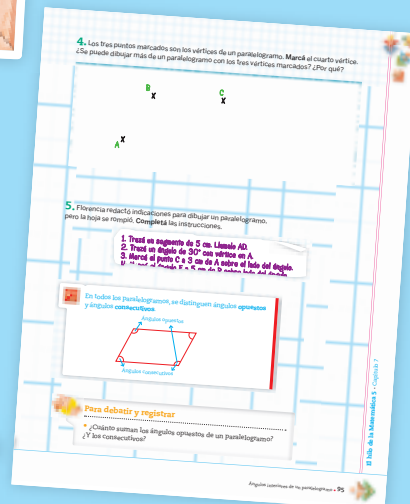 4. Los tres puntos marcados son los vértices de un paralelogramo. Marcá el cuarto vértice.
¿Se puede dibujar más de un paralelogramo con los tres vértices marcados? ¿Por qué?
B
C
A
5. Florencia redactó indicaciones para dibujar un paralelogramo,
pero la hoja se rompió. Completá las instrucciones.
1. Trazá un segmento de 5 cm. Llamalo AD.
2. Trazá un ángulo de 30° con vértice en A.
3. Marcá el punto C a 3 cm de A sobre el lado del ángulo.
En todos los paralelogramos, se distinguen ángulos opuestos
y ángulos consecutivos.
Ángulos opuestos
Ángulos consecutivos
Para debatir y registrar
• ¿Cuánto suman los ángulos opuestos de un paralelogramo?
¿Y los consecutivos?
El hilo de la Matemática 5 • Capítulo 7
Ángulos interiores de los paralelogramos • 95